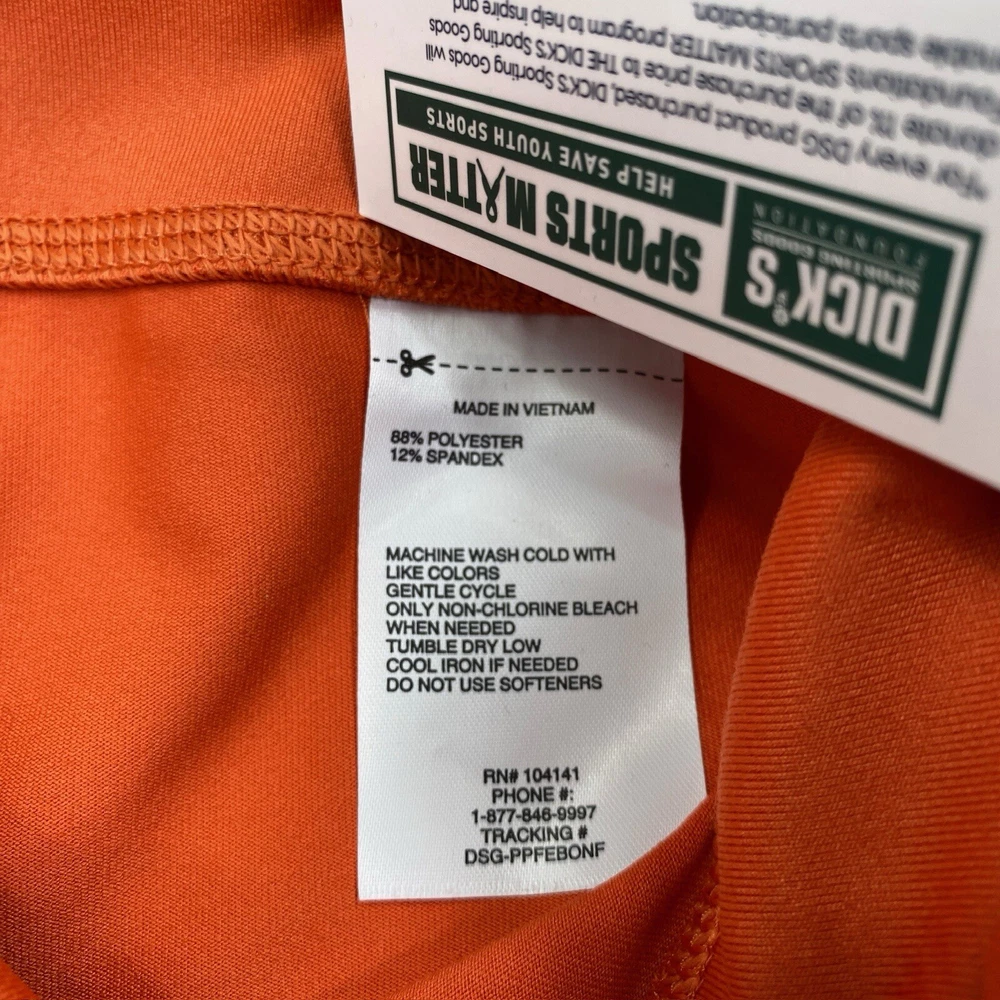 *For every DSG product purchased, DICK'S Sporting Goods will
donate 1% of the purchase price to THE DICK'S Sporting Goods
Foundation's SPORTS MATTER program to help inspire and
sports participation.
DICK'S
SPORTING GOODS
FOUNDATION
SPORTS MATTER
HELP SAVE YOUTH SPORTS
MADE IN VIETNAM
88% POLYESTER
12% SPANDEX
MACHINE WASH COLD WITH
LIKE COLORS
GENTLE CYCLE
ONLY NON-CHLORINE BLEACH
WHEN NEEDED
TUMBLE DRY LOW
COOL IRON IF NEEDED
DO NOT USE SOFTENERS
RN# 104141
PHONE #:
1-877-846-9997
TRACKING #
DSG-PPFEBONF